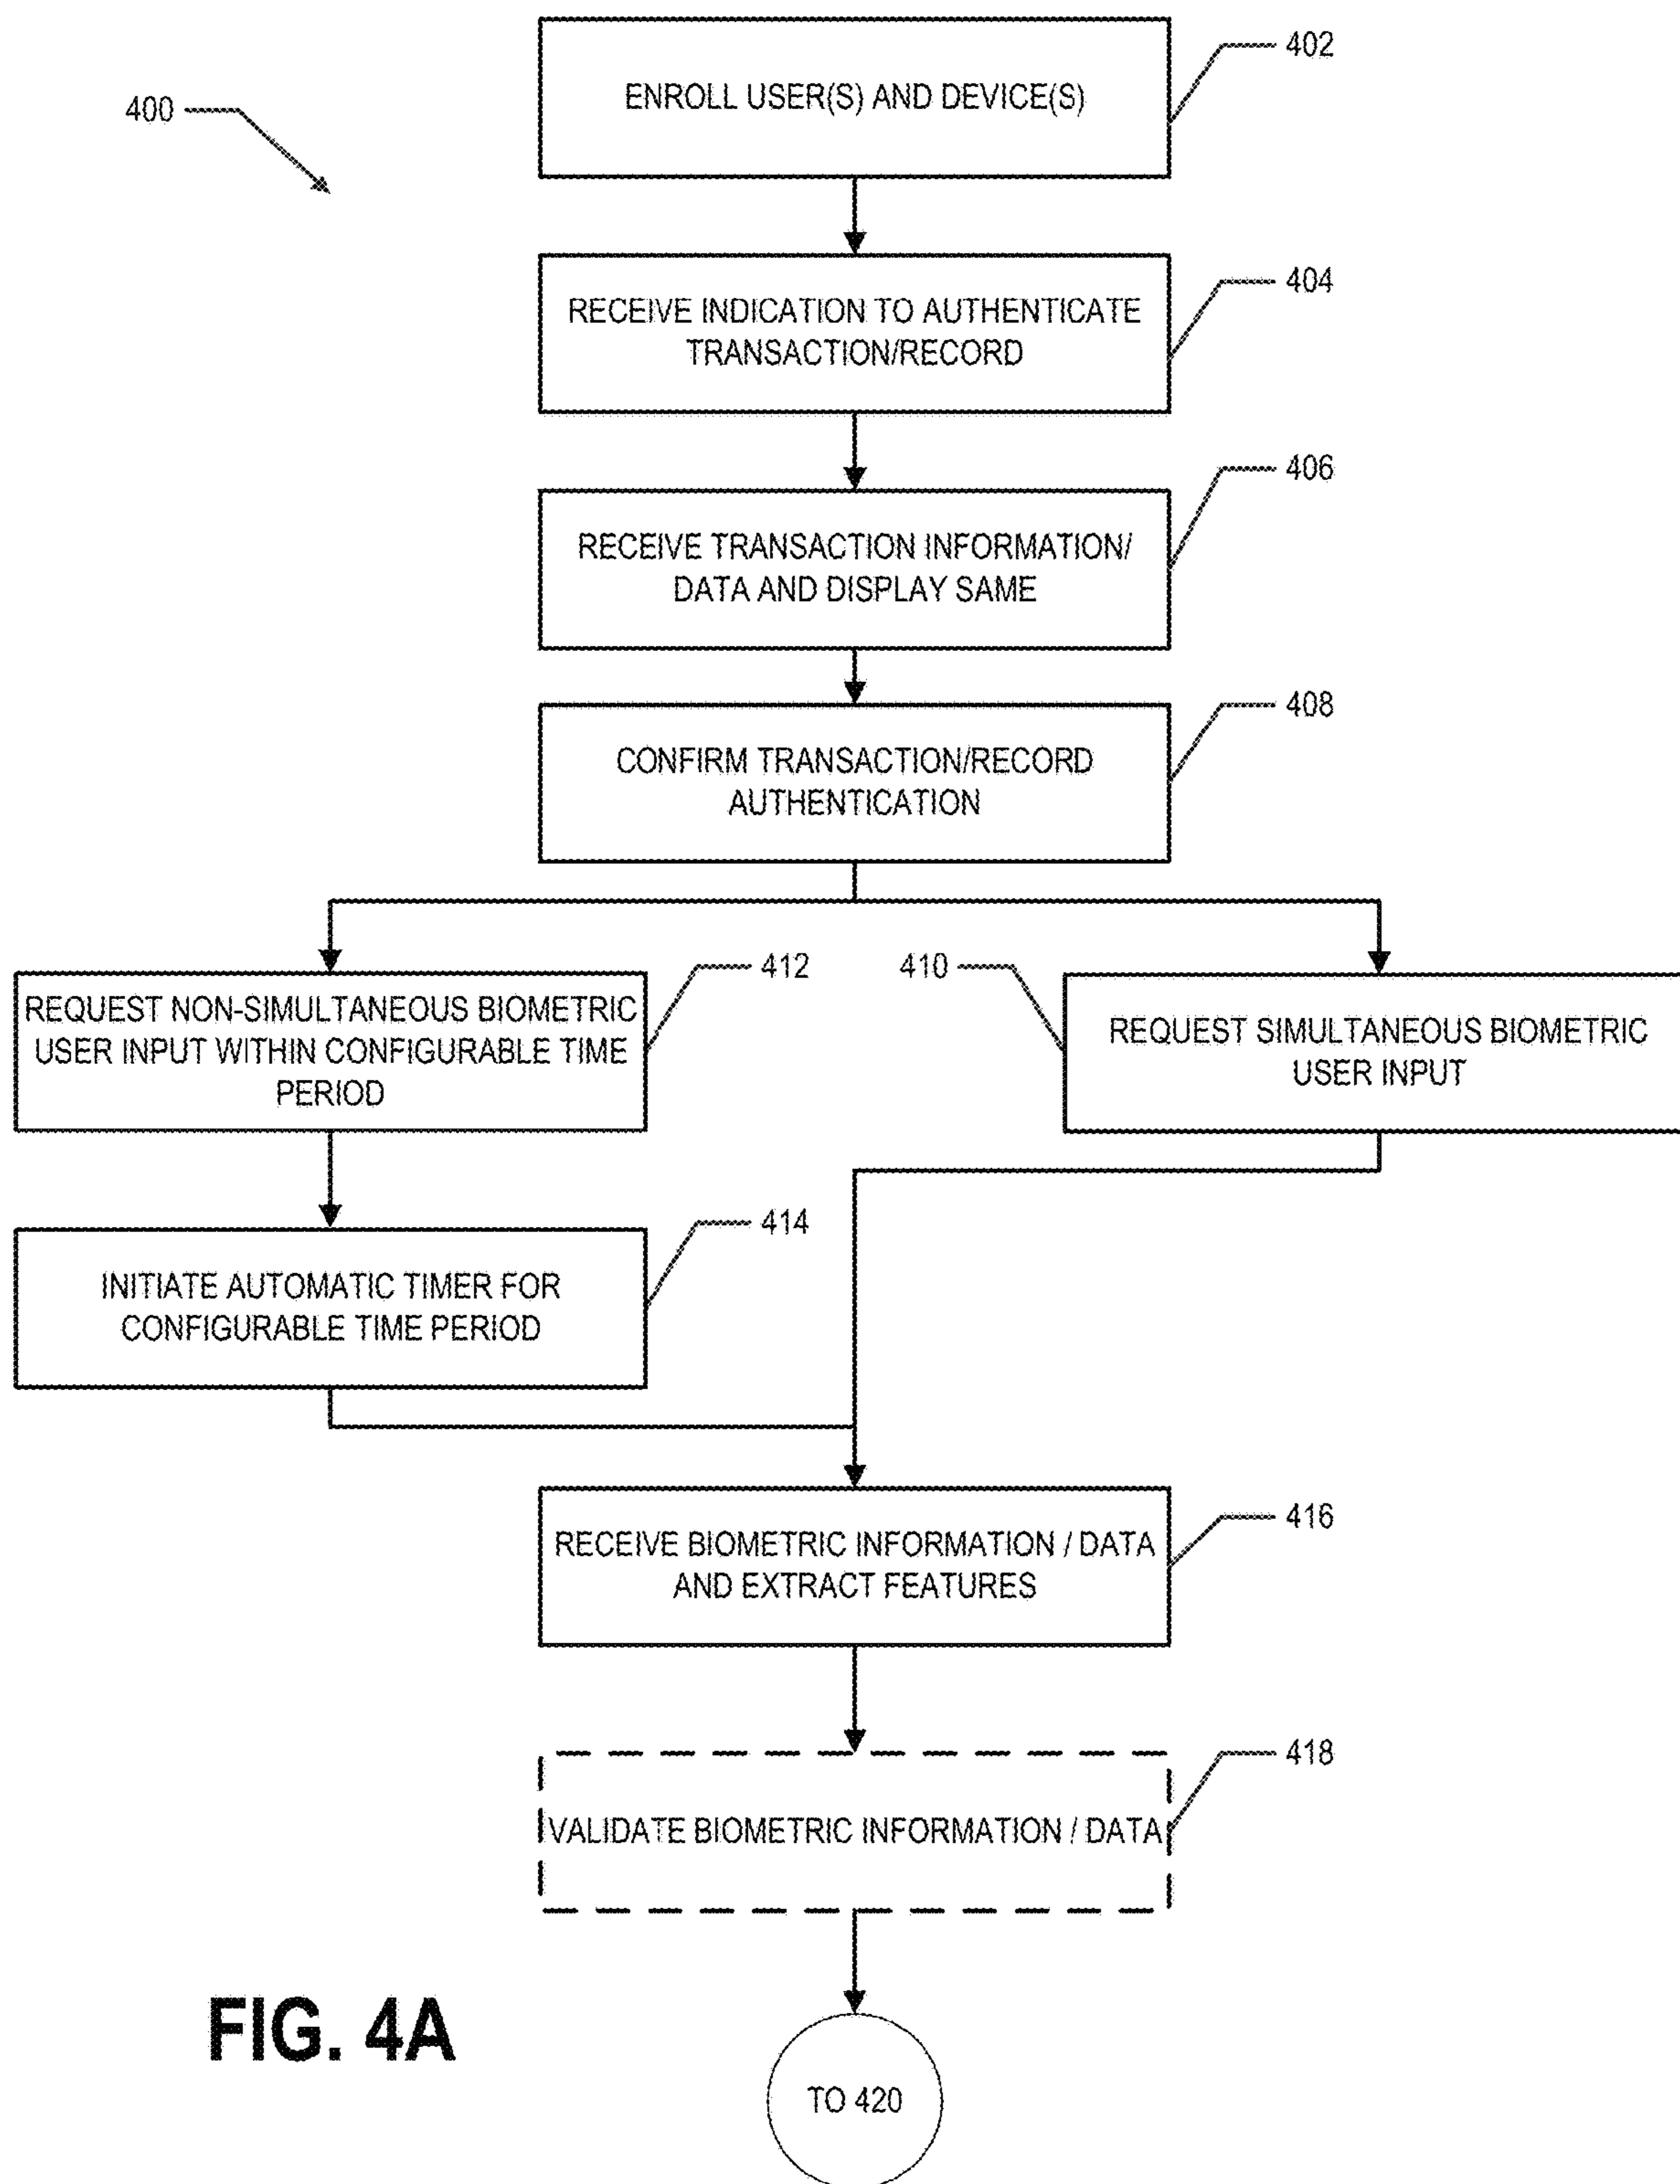 402
ENROLL USER(S) AND DEVICE(S)
400
404
RECEIVE INDICATION TO AUTHENTICATE
TRANSACTION/RECORD
406
RECEIVE TRANSACTION INFORMATION/
DATA AND DISPLAY SAME
408
CONFIRM TRANSACTION/RECORD
AUTHENTICATION
412
410
REQUEST NON-SIMULTANEOUS BIOMETRIC
USER INPUT WITHIN CONFIGURABLE TIME
PERIOD
REQUEST SIMULTANEOUS BIOMETRIC
USER INPUT
414
INITIATE AUTOMATIC TIMER FOR
CONFIGURABLE TIME PERIOD
416
RECEIVE BIOMETRIC INFORMATION / DATA
AND EXTRACT FEATURES
418
VALIDATE BIOMETRIC INFORMATION / DATA
FIG. 4A
TO 420